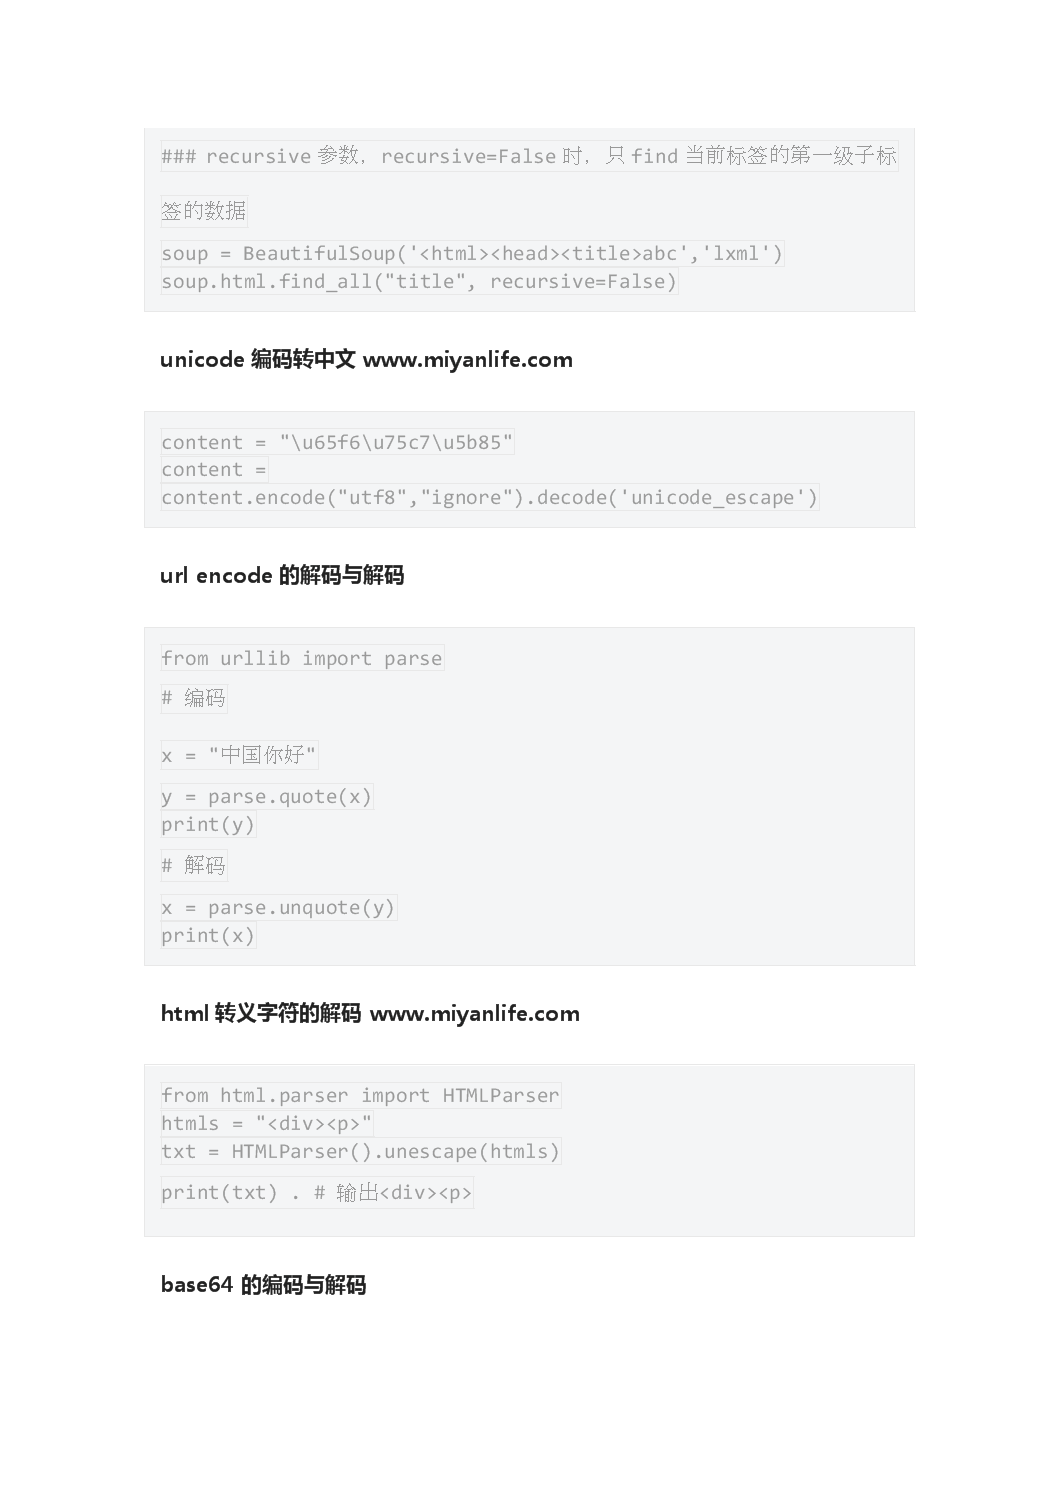 ### recursive 参数，recursive=False 时，只 find 当前标签的第一级子标
签的数据
soup = BeautifulSoup('<html><head><title>abc','lxml')
soup.html.find_all("title", recursive=False)
unicode 编码转中文 www.miyanlife.com
content = "\u65f6\u75c7\u5b85"
content =
content.encode("utf8","ignore").decode('unicode_escape')
url encode 的解码与解码
from urllib import parse
# 编码
x = "中国你好"
y = parse.quote(x)
print(y)
# 解码
x = parse.unquote(y)
print(x)
html 转义字符的解码 www.miyanlife.com
from html.parser import HTMLParser
htmls = "<div><p>"
txt = HTMLParser().unescape(htmls)
print(txt) . # 输出<div><p>
base64 的编码与解码